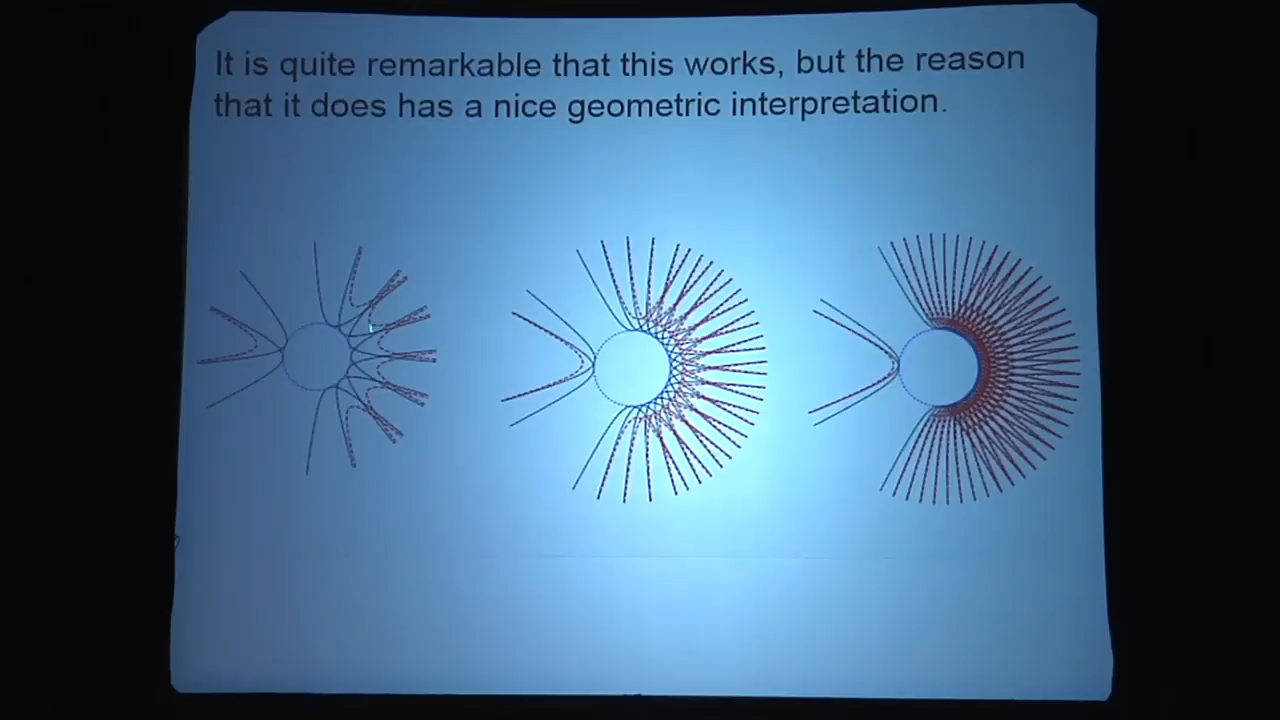 It is quite remarkable that this works, but the reason
that it does has a nice geometric interpretation.